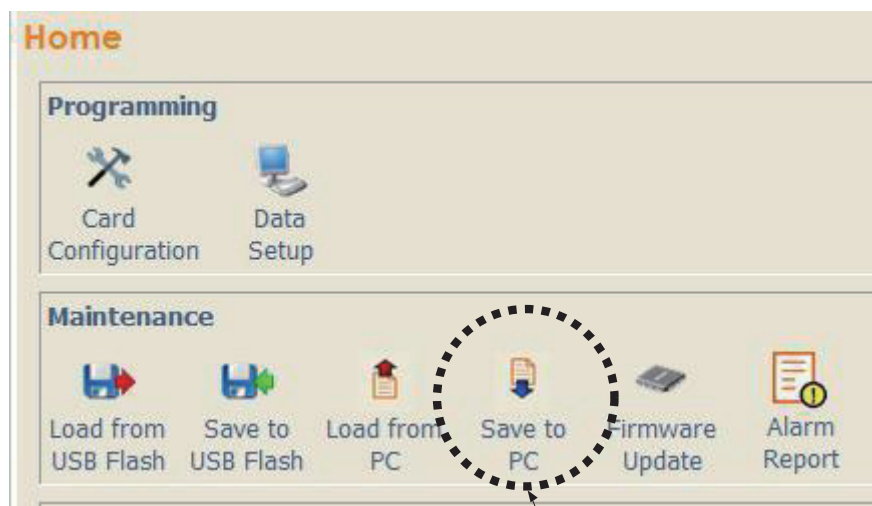 Home
Programming
Card
Configuration
Data
Setup
Maintenance
Load from
USB Flash
Save to
USB Flash
Load from
PC
Save to
PC
Firmware
Update
Alarm
Report